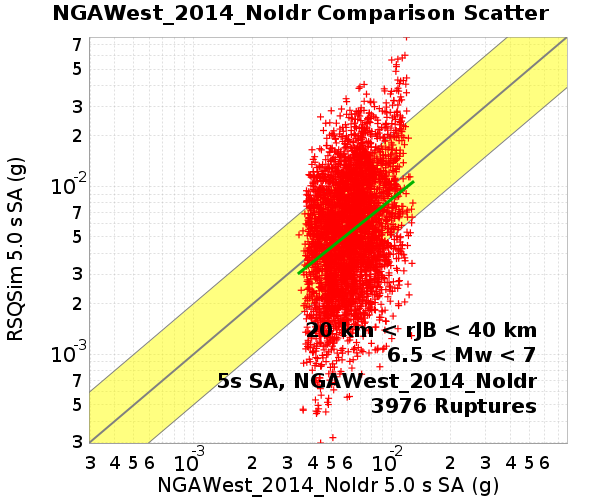 NGAWest_2014_NoIdr Comparison Scatter
RSQSim 5.0 s SA (g)
7
5
3
2
10-2
7
5
3
2
10-3
7
5
3
20 km < rJB < 40 km
6.5 < Mw < 7
5s SA, NGAWest_2014_NoIdr
3976 Ruptures
3 4 5 6 10-3 2 3 4 5 6 10-2 2 3 4 5 6
NGAWest_2014_NoIdr 5.0 s SA (g)